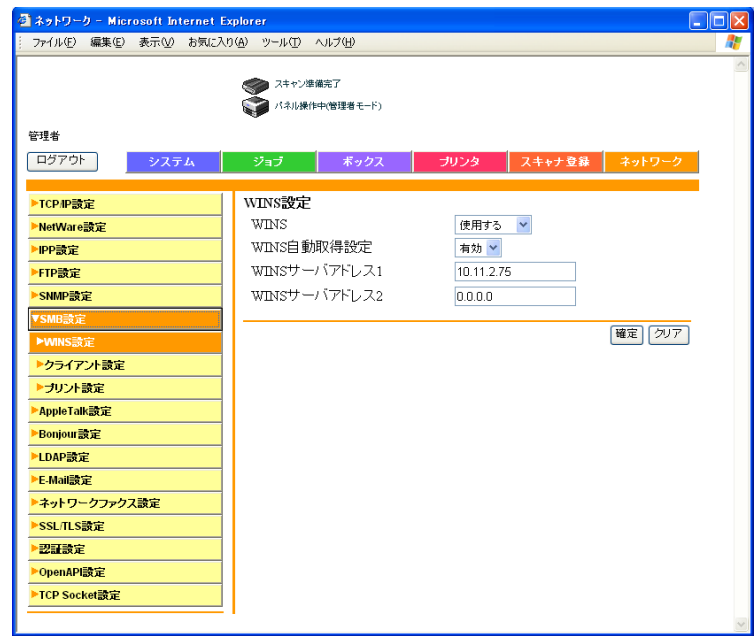 ネットワーク - Microsoft Internet Explorer
ファイル(F) 編集(E) 表示(V) お気に入り(A) ツール(T) ヘルプ(H)
スキャン準備完了
パネル操作中(管理者モード)
管理者
ログアウト システム ジョブ ボックス プリンタ スキャナ登録 ネットワーク
TCP/IP設定
NetWare設定
IPP設定
FTP設定
SNMP設定
SMB設定
WINS設定
クライアント設定
プリント設定
AppleTalk設定
Bonjour設定
LDAP設定
E-Mail設定
ネットワークファクス設定
SSL/TLS設定
認証設定
OpenAPI設定
TCP Socket設定
WINS設定
WINS 使用する
WINS自動取得設定 有効
WINSサーバアドレス1 10.11.2.75
WINSサーバアドレス2 0.0.0.0
確定 クリア